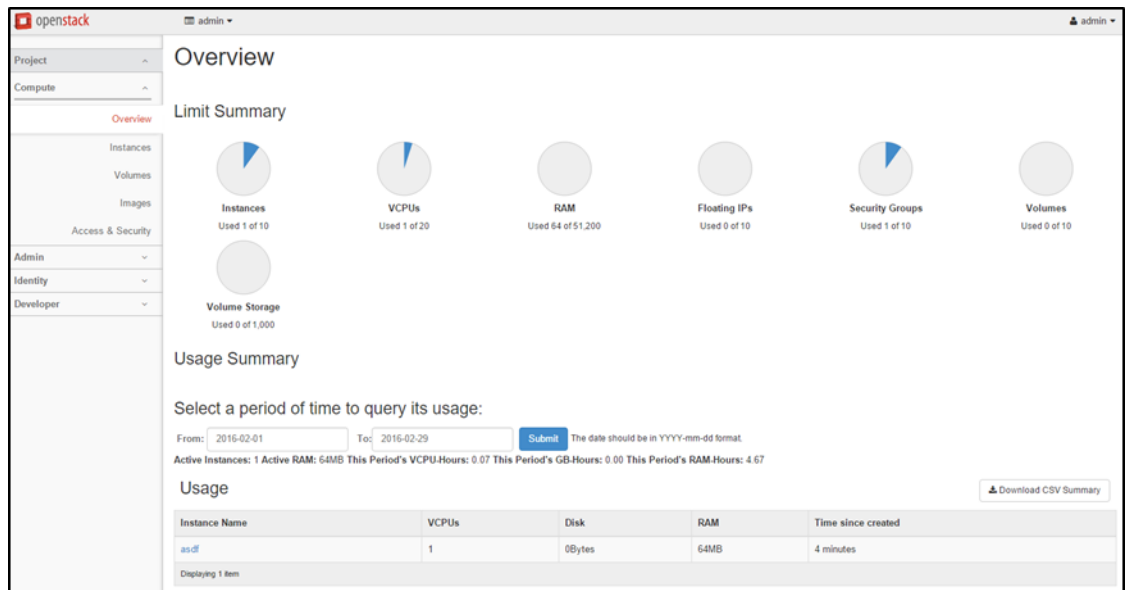 openstack
admin
admin
Project
Compute
Overview
Instances
Volumes
Images
Access & Security
Admin
Identity
Developer
Overview
Limit Summary
Instances
Used 1 of 10
VCPUs
Used 1 of 20
RAM
Used 64 of 51,200
Floating IPs
Used 0 of 10
Security Groups
Used 1 of 10
Volumes
Used 0 of 10
Volume Storage
Used 0 of 1,000
Usage Summary
Select a period of time to query its usage:
From: 2016-02-01 To: 2016-02-29 Submit The date should be in YYYY-mm-dd format.
Active Instances: 1 Active RAM: 64MB This Period's VCPU-Hours: 0.07 This Period's GB-Hours: 0.00 This Period's RAM-Hours: 4.67
Usage
Download CSV Summary
Instance Name VCPUs Disk RAM Time since created
asdf 1 0Bytes 64MB 4 minutes
Displaying 1 item